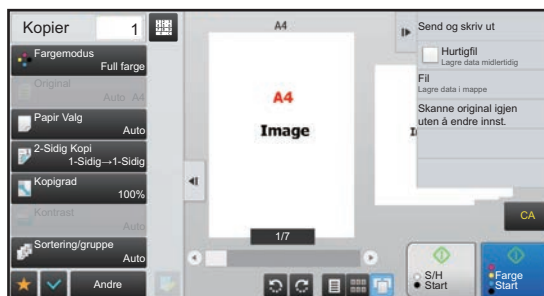 Kopier 1
Fargemodus
Full farge
Original
Auto A4
Papir Valg
Auto
2-Sidig Kopi
1-Sidig→1-Sidig
Kopigrad
100%
Kontrast
Auto
Sortering/gruppe
Auto
Andre
A4
A4
Image
1/7
Send og skriv ut
Hurtigfil
Lagre data midlertidig
Fil
Lagre data i mappe
Skanne original igjen
uten å endre innst.
CA
S/H
Start
Farge
Start